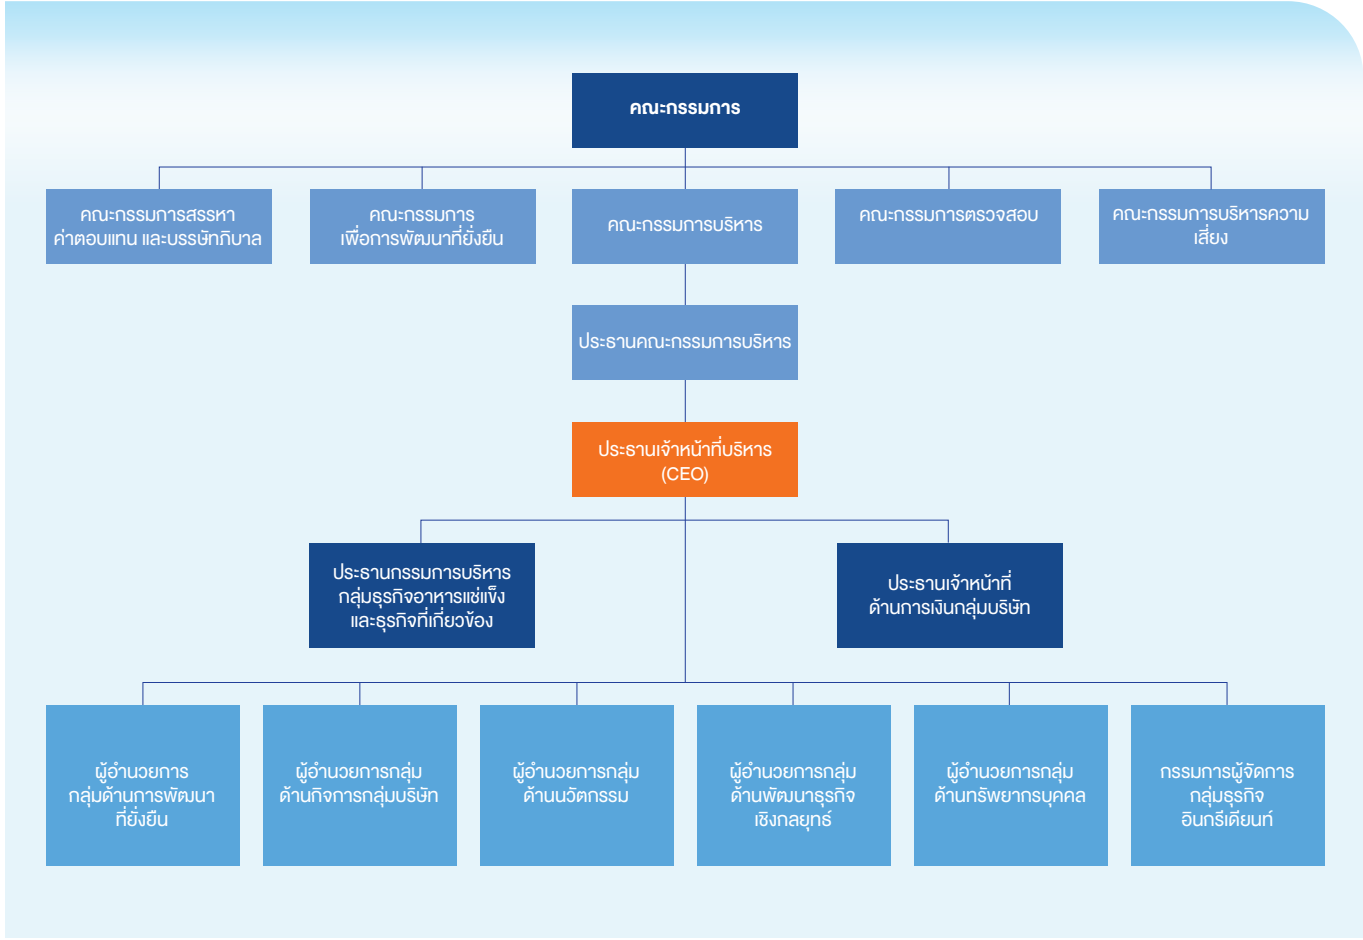 คณะกรรมการ
คณะกรรมการสรรหา
ค่าตอบแทน และบรรษัทภิบาล
คณะกรรมการ
เพื่อการพัฒนาที่ยั่งยืน
คณะกรรมการบริหาร
คณะกรรมการตรวจสอบ
คณะกรรมการบริหารความ
เสี่ยง
ประธานคณะกรรมการบริหาร
ประธานเจ้าหน้าที่บริหาร
(CEO)
ประธานกรรมการบริหาร
กลุ่มธุรกิจอาหารแช่แข็ง
และธุรกิจที่เกี่ยวข้อง
ประธานเจ้าหน้าที่
ด้านการเงินกลุ่มบริษัท
ผู้อำนวยการ
กลุ่มด้านการพัฒนา
ที่ยั่งยืน
ผู้อำนวยการกลุ่ม
ด้านกิจการกลุ่มบริษัท
ผู้อำนวยการกลุ่ม
ด้านนวัตกรรม
ผู้อำนวยการกลุ่ม
ด้านพัฒนาธุรกิจ
เชิงกลยุทธ์
ผู้อำนวยการกลุ่ม
ด้านทรัพยากรบุคคล
กรรมการผู้จัดการ
กลุ่มธุรกิจ
อินกรีเดียนท์